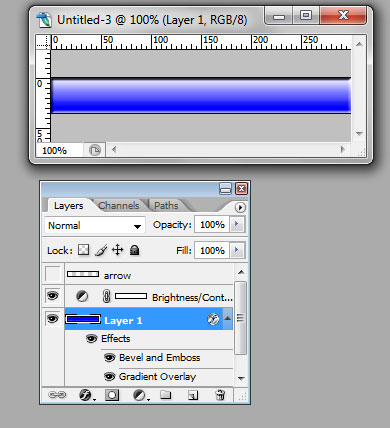 Untitled-3 @ 100% (Layer 1, RGB/8)
0 50 100 150 200 250
0
5
100%
Layers Channels Paths
Normal Opacity: 100%
Lock: Fill: 100%
arrow
Brightness/Cont...
Layer 1
Effects
Bevel and Emboss
Gradient Overlay